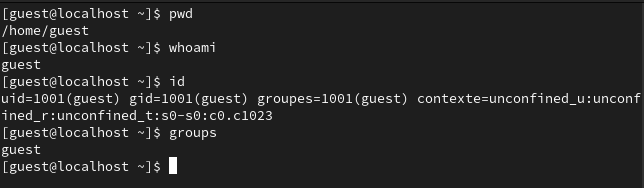 [guest@localhost ~]$ pwd
/home/guest
[guest@localhost ~]$ whoami
guest
[guest@localhost ~]$ id
uid=1001(guest) gid=1001(guest) groupes=1001(guest) contexte=unconfined_u:unconf
ined_r:unconfined_t:s0-s0:c0.c1023
[guest@localhost ~]$ groups
guest
[guest@localhost ~]$